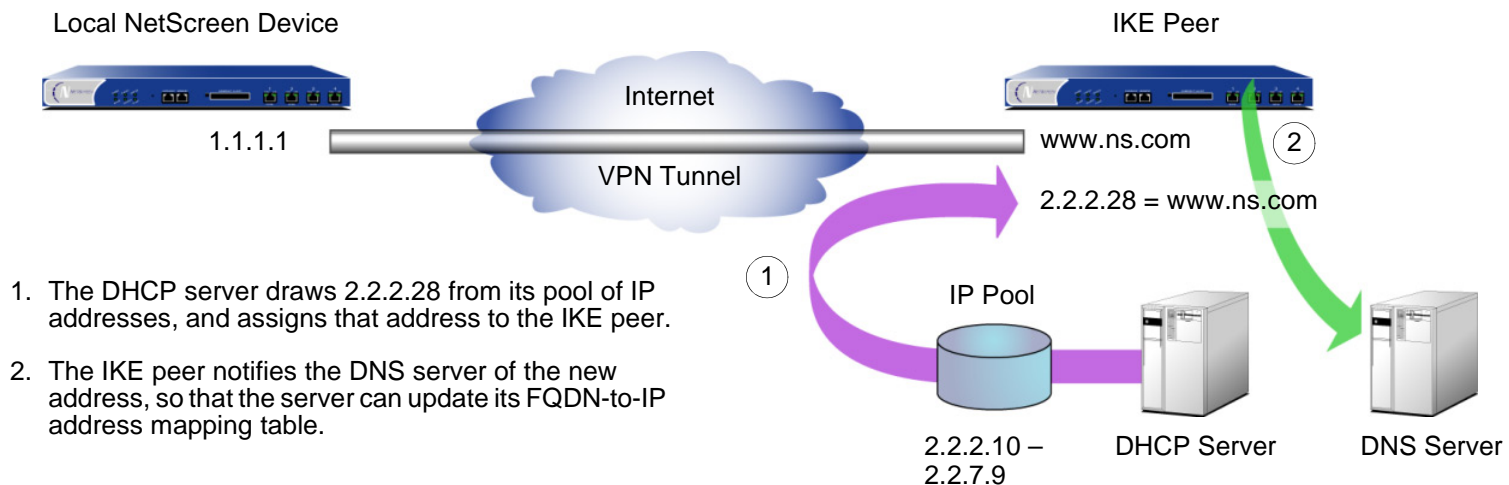 Local NetScreen Device
IKE Peer
Internet
1.1.1.1
www.ns.com
2
VPN Tunnel
2.2.2.28 = www.ns.com
1
1. The DHCP server draws 2.2.2.28 from its pool of IP
addresses, and assigns that address to the IKE peer.
2. The IKE peer notifies the DNS server of the new
address, so that the server can update its FQDN-to-IP
address mapping table.
IP Pool
2.2.2.10 –
2.2.7.9
DHCP Server
DNS Server